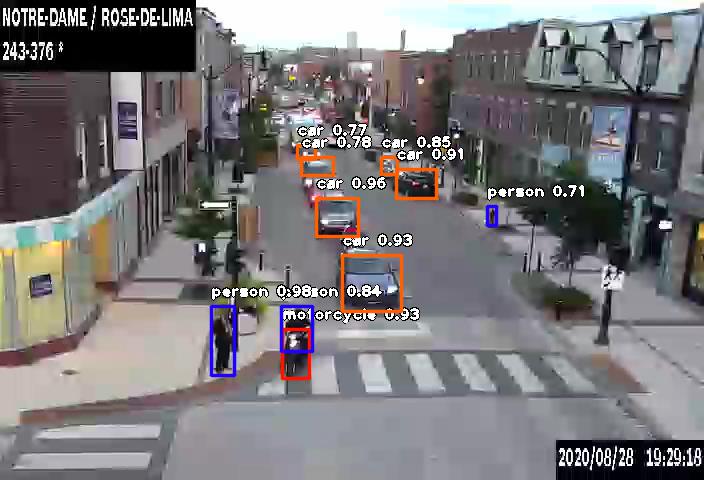 NOTRE-DAME / ROSE-DE-LIMA
243-376 *
car 0.77
car 0.78
car 0.85
car 0.91
car 0.96
person 0.71
car 0.93
person 0.98
son 0.84
motorcycle 0.93
2020/08/28 19:29:18